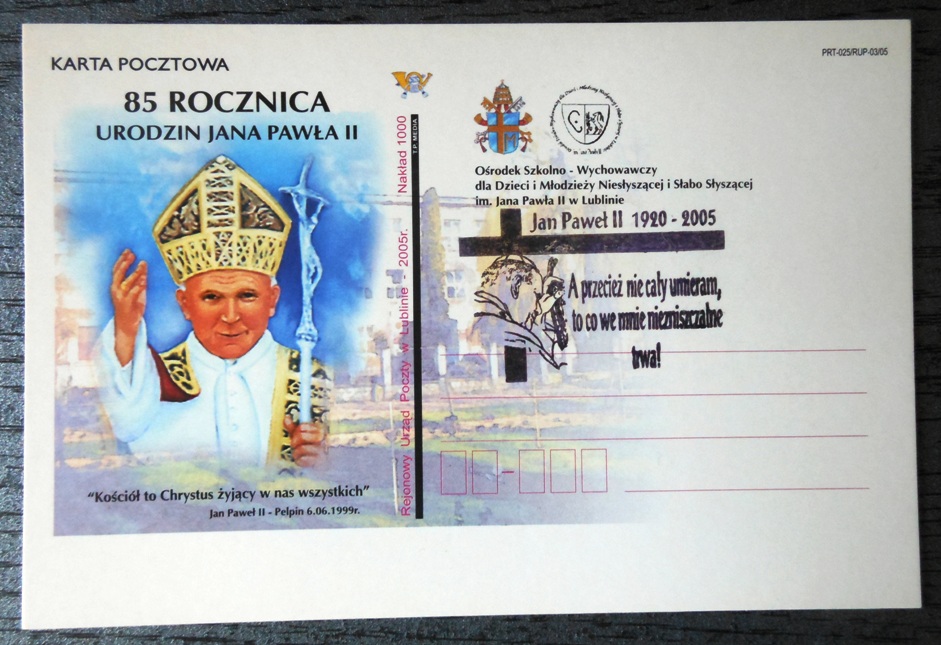 KARTA POCZTOWA
PRT-025/RUP-03/05
85 ROCZNICA
URODZIN JANA PAWŁA II
"Kościół to Chrystus żyjący w nas wszystkich"
Jan Paweł II - Pelpin 6.06.1999r.
Rejonowy Urząd Poczty w Lublinie - 2005r. Nakład 1000
T.P. MEDIA
Ośrodek Szkolno - Wychowawczy
dla Dzieci i Młodzieży Niesłyszącej i Słabo Słyszącej
im. Jana Pawła II w Lublinie
Jan Paweł II 1920 - 2005
A przecież nie cały umieram,
to co we mnie niezniszczalne
trwa!